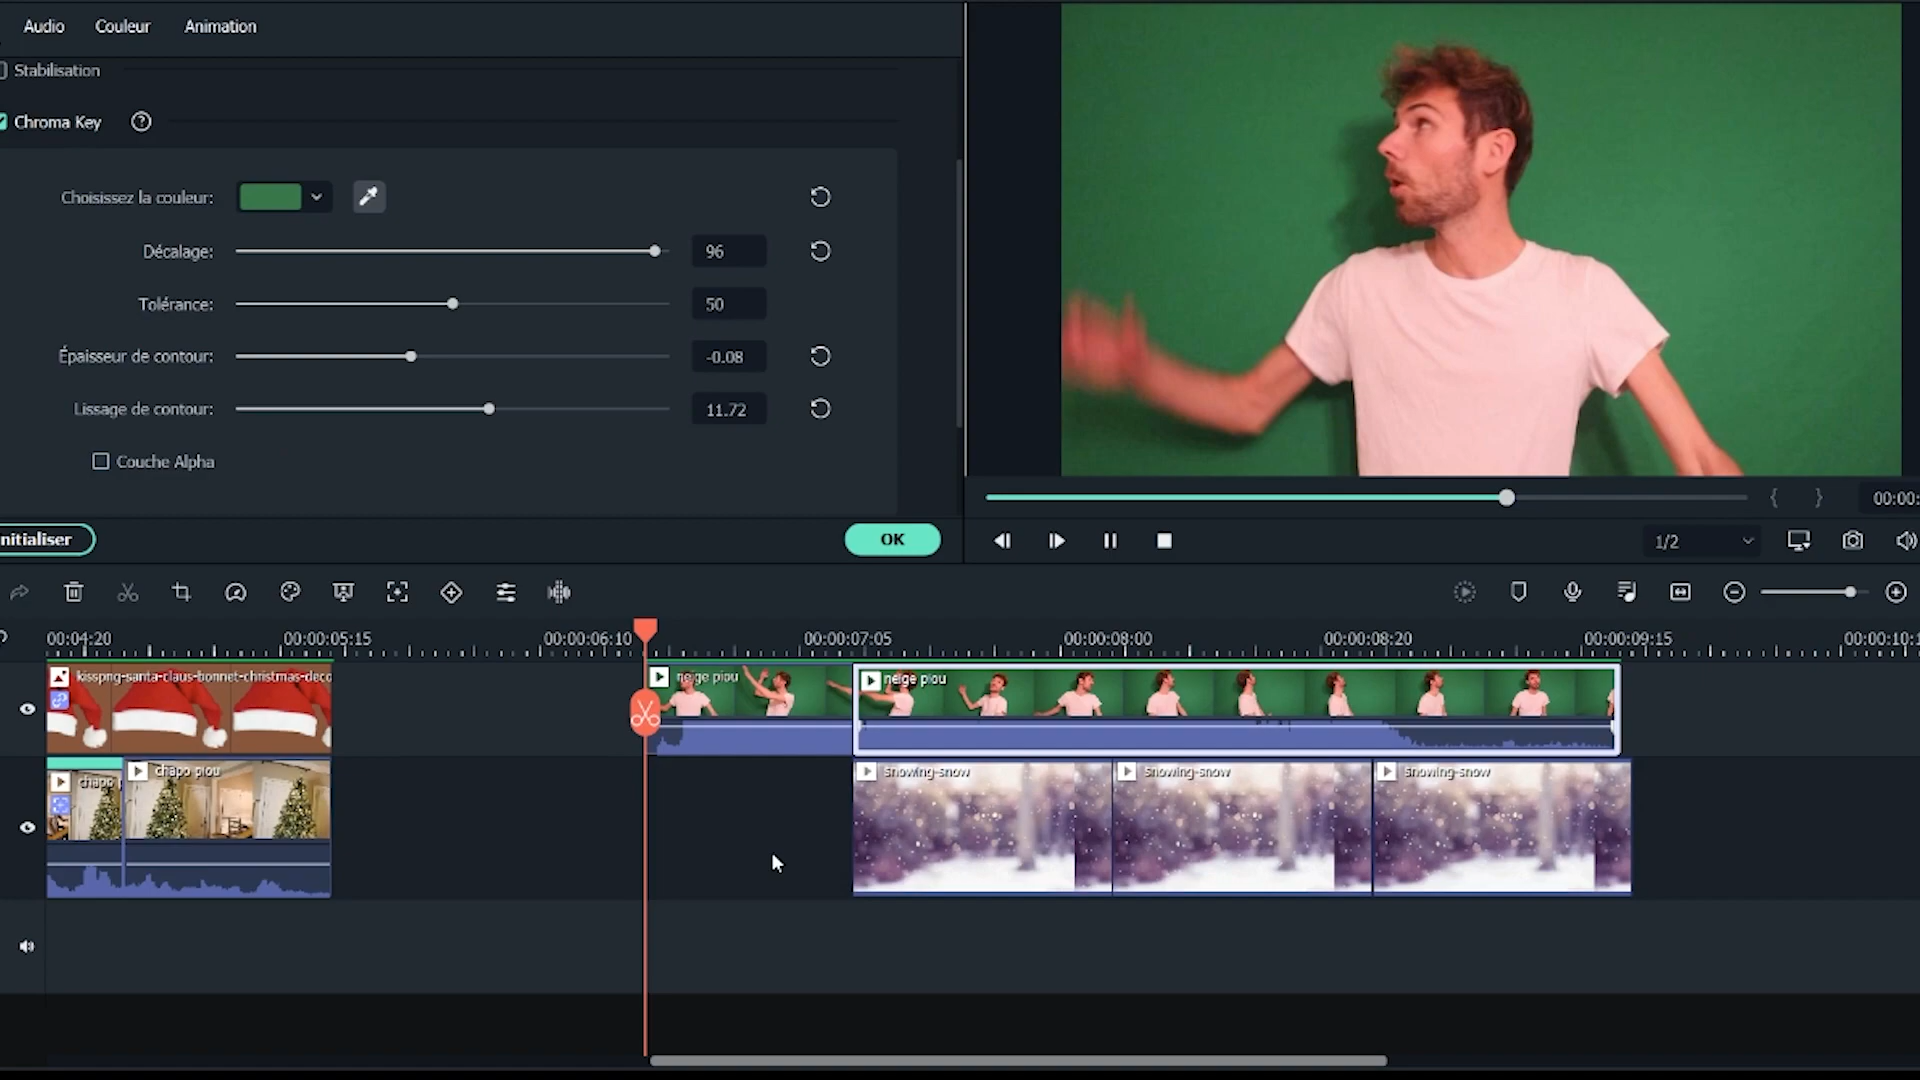 Audio Couleur Animation
Stabilisation
Chroma Key ?
Choisissez la couleur:
Décalage: 96
Tolérance: 50
Épaisseur de contour: -0.08
Lissage de contour: 11.72
Couche Alpha
nitialiser OK
{ } 00:00:
1/2
00:04:20 00:00:05:15 00:00:06:10 00:00:07:05 00:00:08:00 00:00:08:20 00:00:09:15 00:00:10:1
kisspng-santa-claus-bonnet-christmas-deco
neige piou
neige piou
chapo
chapo piou
snowing-snow
snowing-snow
snowing-snow